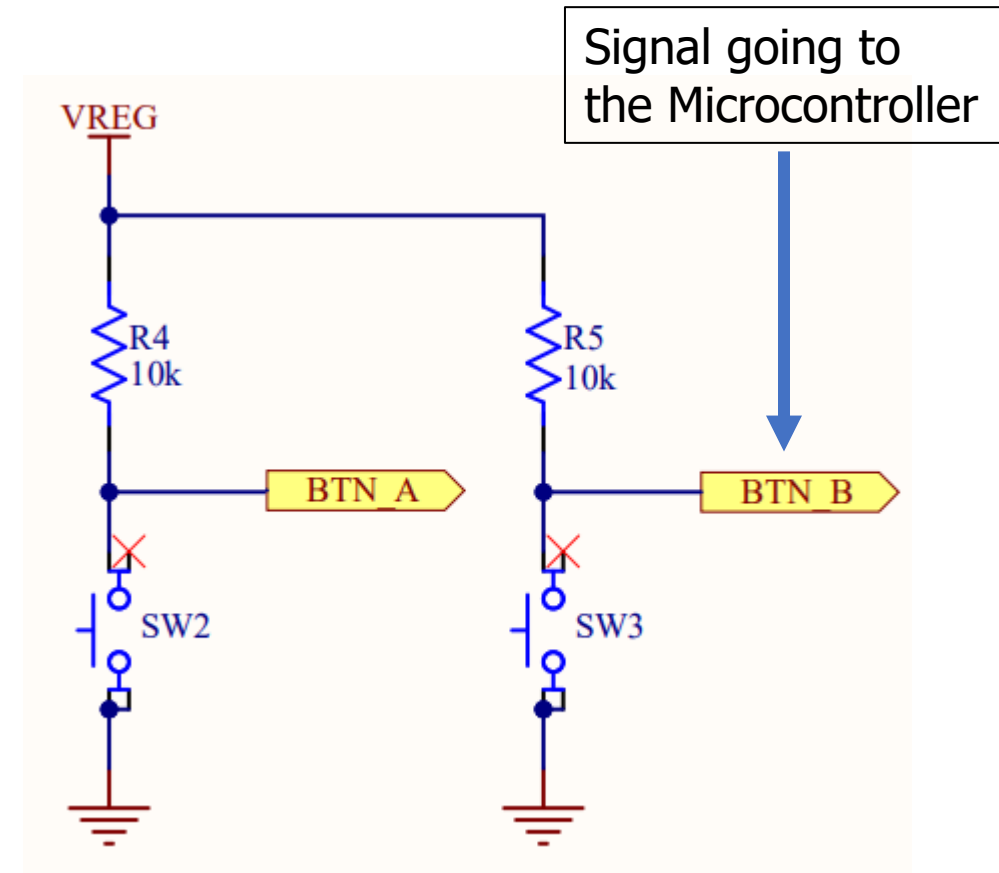 Signal going to
the Microcontroller
VREG
R4
10k
R5
10k
BTN_A
BTN_B
SW2
SW3